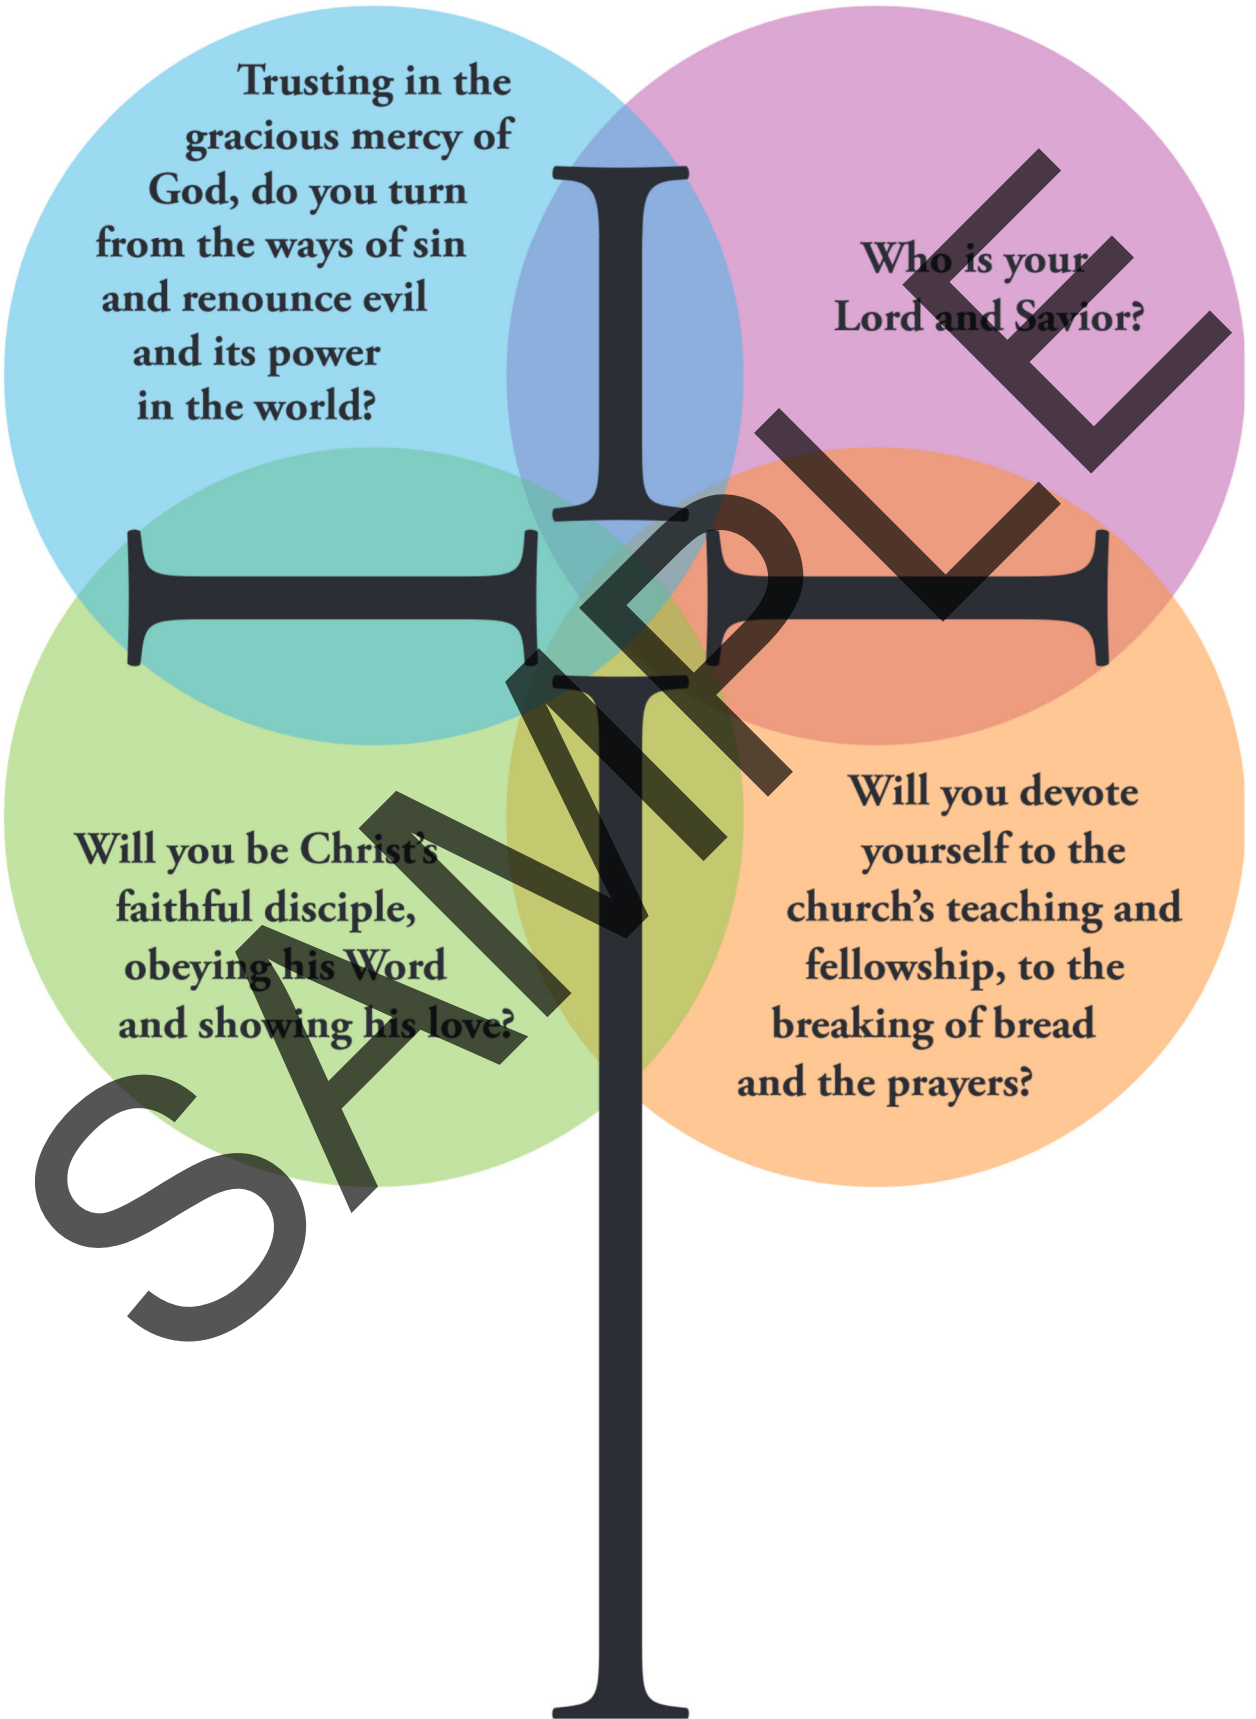 Trusting in the
gracious mercy of
God, do you turn
from the ways of sin
and renounce evil
and its power
in the world?
Who is your
Lord and Savior?
Will you be Christ’s
faithful disciple,
obeying his Word
and showing his love?
Will you devote
yourself to the
church’s teaching and
fellowship, to the
breaking of bread
and the prayers?
SAMPLE